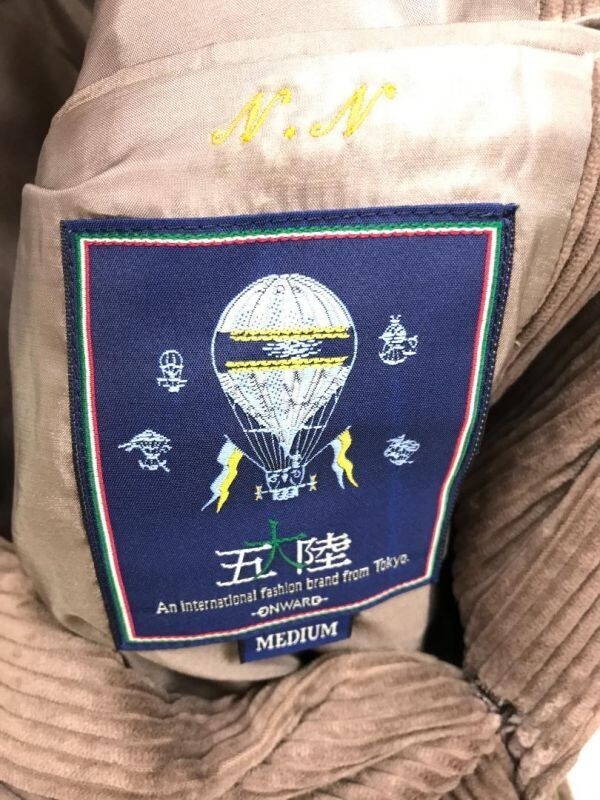 N.N
五大陸
An international fashion brand from Tokyo.
-ONWARD-
MEDIUM